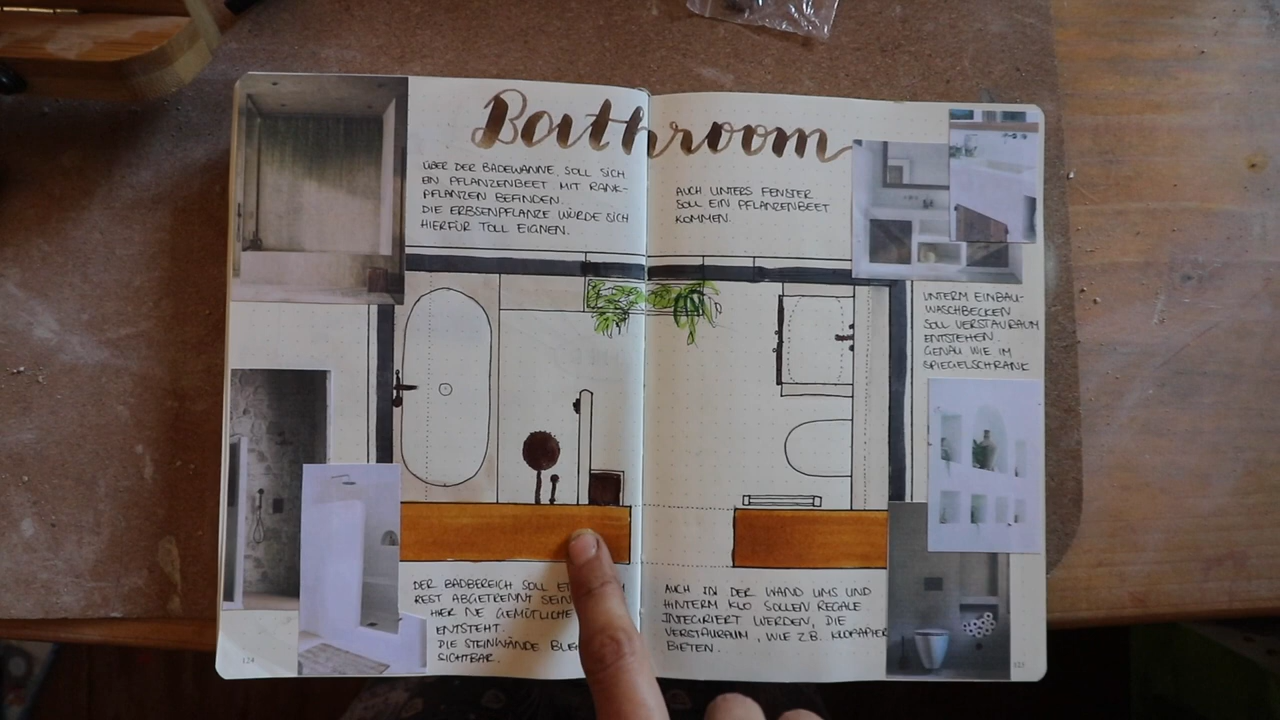 Bathroom
ÜBER DER BADEWANNE SOLL SICH
EIN PFLANZENBEET MIT RANK-
PFLANZEN BEFINDEN.
DIE ERBSENPFLANZE WÜRDE SICH
HIERFÜR TOLL EIGNEN.
AUCH UNTERS FENSTER
SOLL EIN PFLANZENBEET
KOMMEN.
UNTERM EINBAU-
WASCHBECKEN
SOLL VERSTAURAUM
ENTSTEHEN.
GENAU WIE IM
SPIEGELSCHRANK
DER BADBEREICH SOLL
REST ABGETRENNT SEIN
HIER NE GEMÜTLICHE
ENTSTEHT.
DIE STEINWÄNDE
SICHTBAR.
AUCH IN DER WAND UMS UND
HINTERM KLO SOLLEN REGALE
INTEGRIERT WERDEN, DIE
VERSTAURAUM, WIE Z.B. KLOPAPIER
BIETEN.
124
125